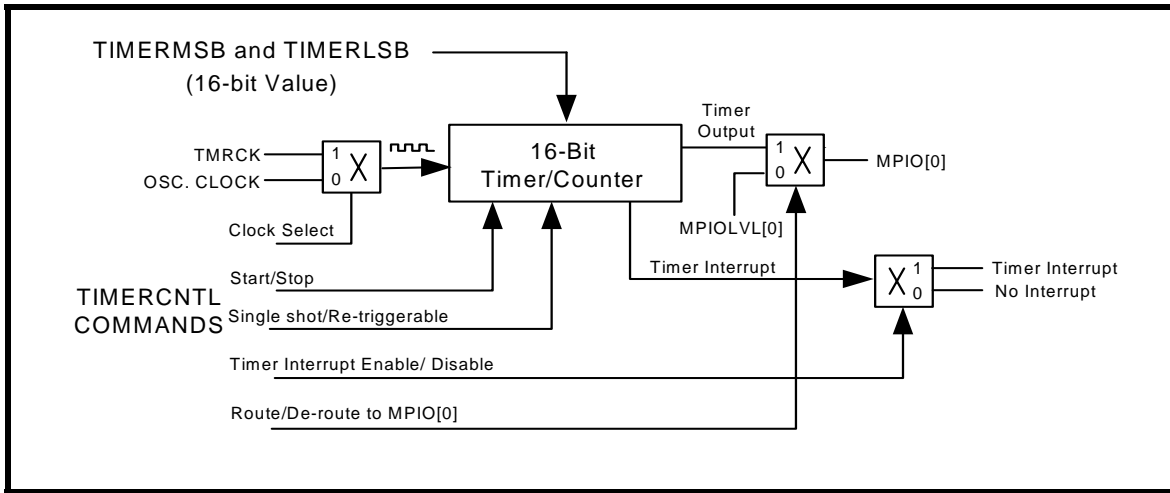 TIMERMSB and TIMERLSB
(16-bit Value)
Timer
Output
16-Bit
Timer/Counter
TMRCK
OSC. CLOCK
1
0
X
1
0
X
MPIO[0]
Clock Select
MPIOLVL[0]
Timer Interrupt
X
1
0
Timer Interrupt
No Interrupt
TIMERCNTL
COMMANDS
Start/Stop
Single shot/Re-triggerable
Timer Interrupt Enable/ Disable
Route/De-route to MPIO[0]